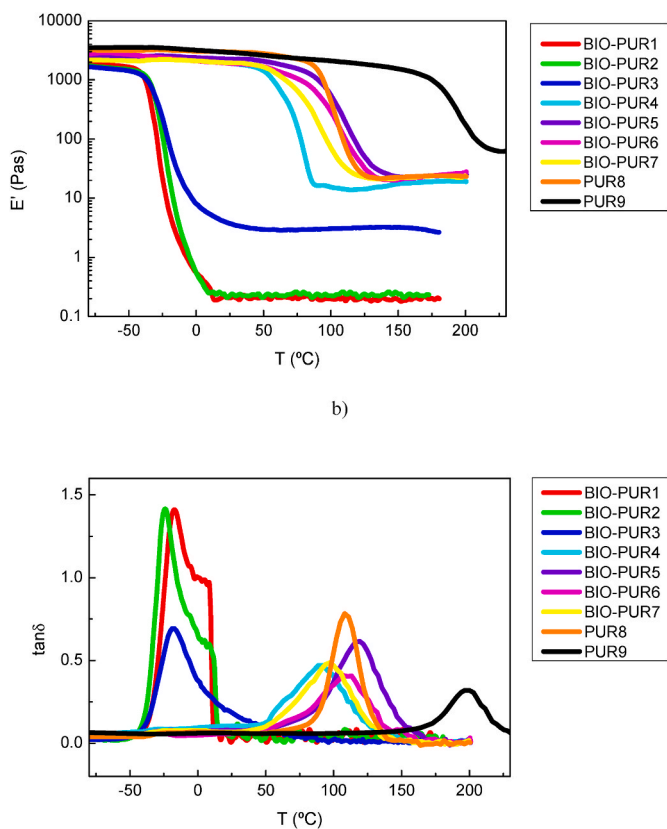 10000
1000
100
10
1
0.1
E' (Pas)
-50 0 50 100 150 200
T (ºC)
BIO-PUR1
BIO-PUR2
BIO-PUR3
BIO-PUR4
BIO-PUR5
BIO-PUR6
BIO-PUR7
PUR8
PUR9
b)
1.5
1.0
0.5
0.0
tanδ
-50 0 50 100 150 200
T (ºC)
BIO-PUR1
BIO-PUR2
BIO-PUR3
BIO-PUR4
BIO-PUR5
BIO-PUR6
BIO-PUR7
PUR8
PUR9